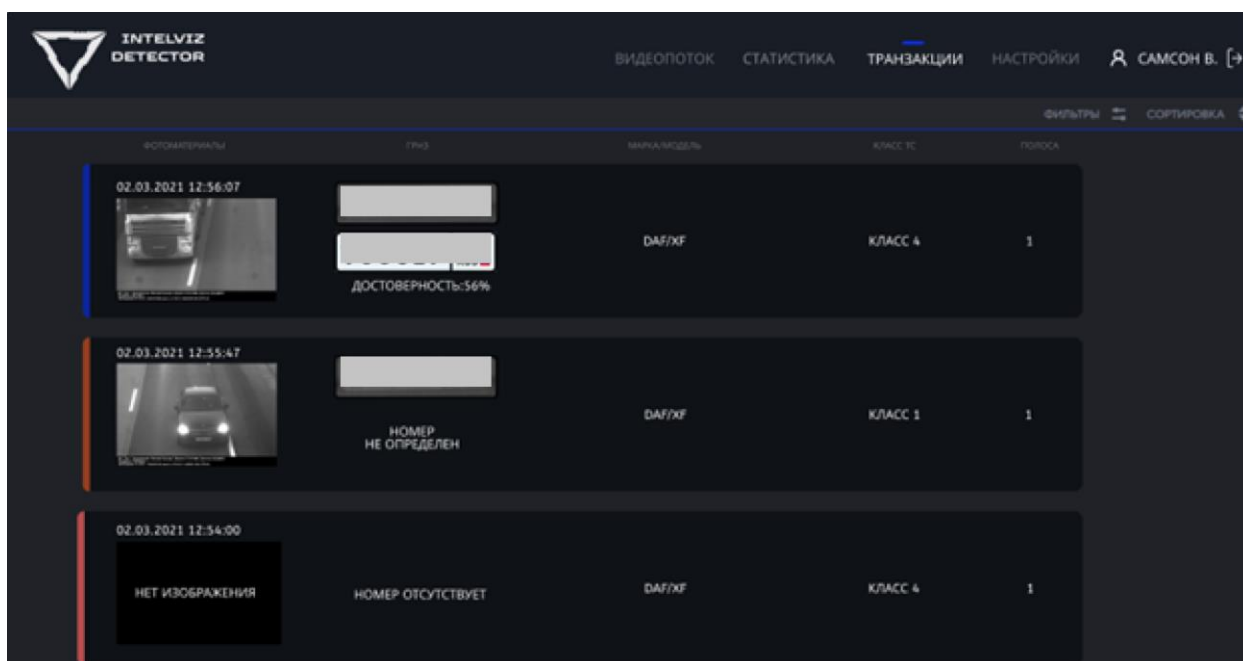 INTELVIZ
DETECTOR
ВИДЕОПОТОК СТАТИСТИКА ТРАНЗАКЦИИ НАСТРОЙКИ САМСОН В.
ФИЛЬТРЫ СОРТИРОВКА
ФОТОМАТЕРИАЛЫ ГРНЗ МАРКА/МОДЕЛЬ КЛАСС ТС ПОЛОСА
02.03.2021 12:56:07
DAF/XF КЛАСС 4 1
ДОСТОВЕРНОСТЬ:56%
02.03.2021 12:55:47
DAF/XF КЛАСС 1 1
НОМЕР
НЕ ОПРЕДЕЛЕН
02.03.2021 12:54:00
НЕТ ИЗОБРАЖЕНИЯ НОМЕР ОТСУТСТВУЕТ DAF/XF КЛАСС 4 1